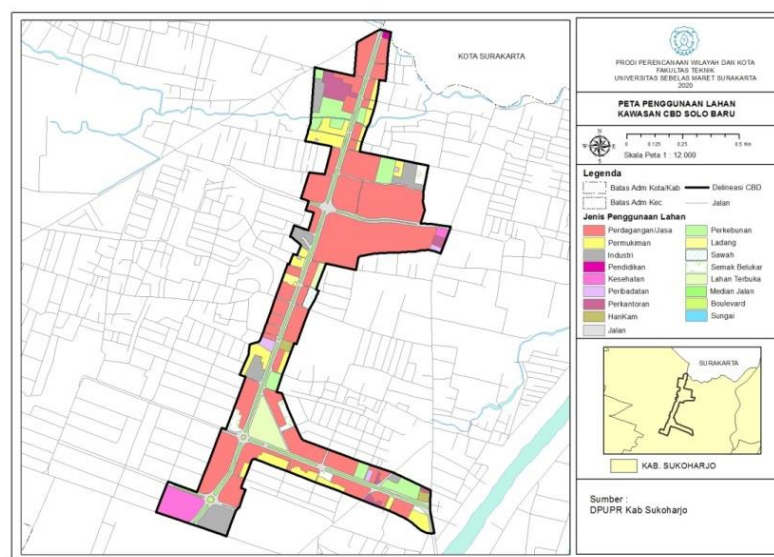 KOTA SURAKARTA
PRODI PERENCANAAN WILAYAH DAN KOTA
FAKULTAS TEKNIK
UNIVERSITAS SEBELAS MARET SURAKARTA
2020
PETA PENGGUNAAN LAHAN
KAWASAN CBD SOLO BARU
N
W E
S
0 0.125 0.25 0.5 Km
Skala Peta 1 : 12.000
Legenda
Batas Adm Kota/Kab
Delineasi CBD
Batas Adm Kec.
Jalan
Jenis Penggunaan Lahan
Perdagangan/Jasa
Perkebunan
Permukiman
Ladang
Industri
Sawah
Pendidikan
Semak Belukar
Kesehatan
Lahan Terbuka
Peribadatan
Median Jalan
Perkantoran
Boulevard
HanKam
Sungai
Jalan
SURAKARTA
KAB. SUKOHARJO
Sumber :
DPUPR Kab Sukoharjo